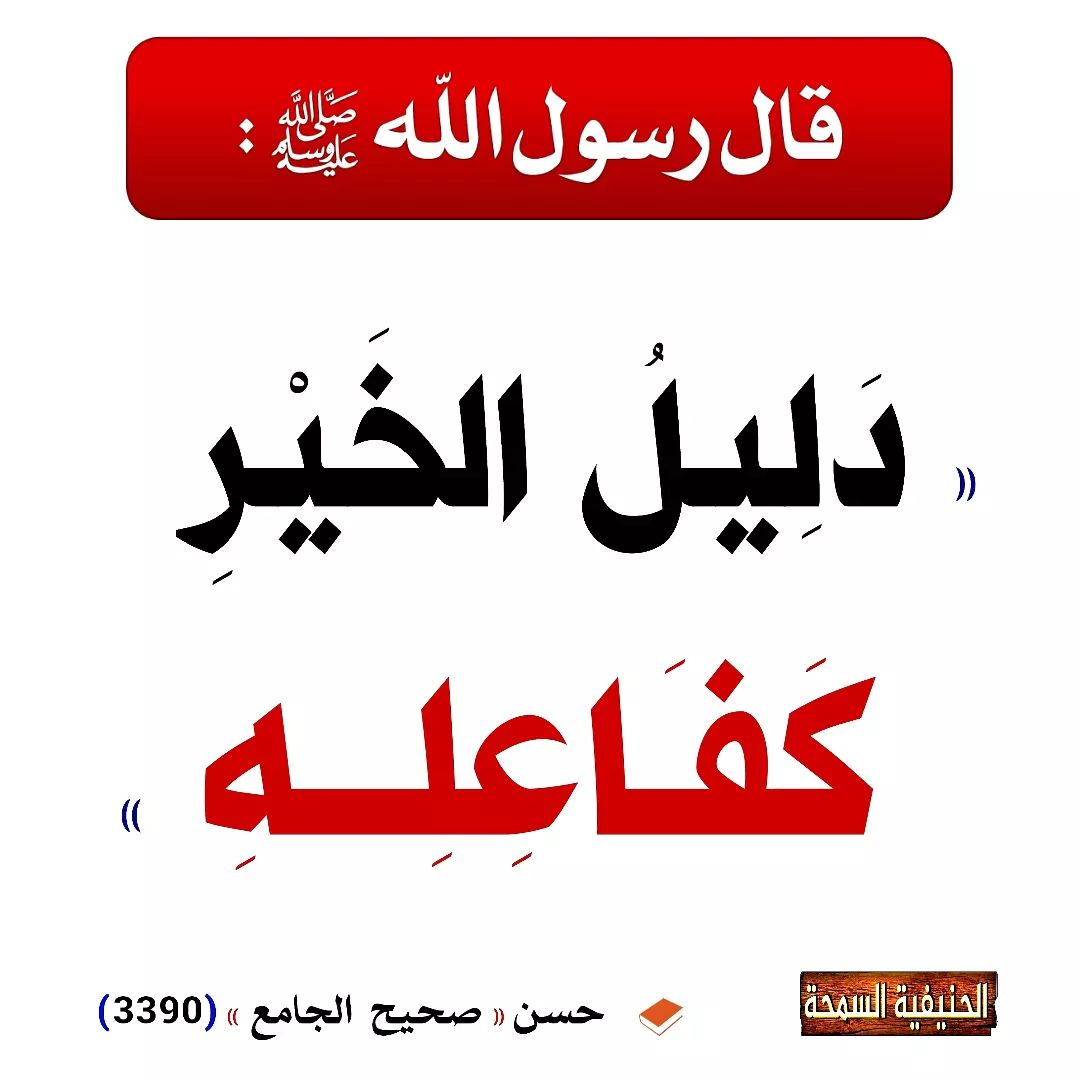 قال رسول الله ﷺ :
(( دَلِيلُ الخَيْرِ
كَفَاعِلِهِ ))
حسن (( صحيح الجامع )) (3390)
الحنيفية السمحة